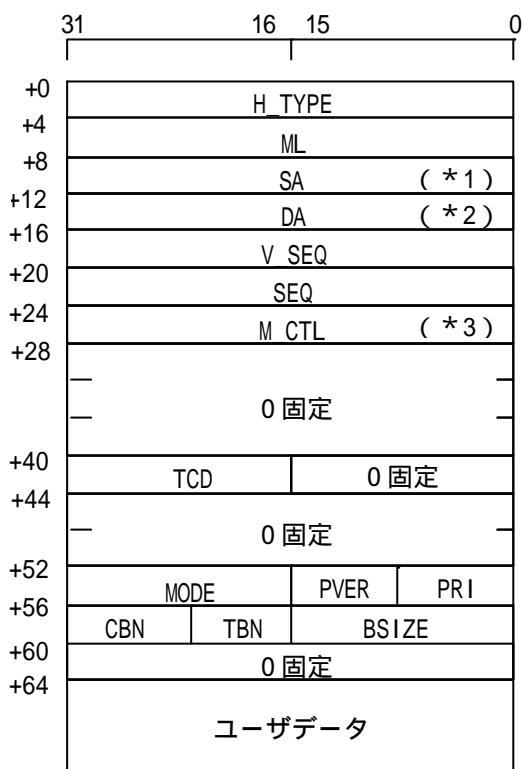 31 16 15 0
+0
H_TYPE
+4
ML
+8
SA (*1)
+12
DA (*2)
+16
V_SEQ
+20
SEQ
+24
M_CTL (*3)
+28
0固定
+40
TCD 0固定
+44
0固定
+52
MODE PVER PRI
+56
CBN TBN BSIZE
+60
0固定
+64
ユーザデータ